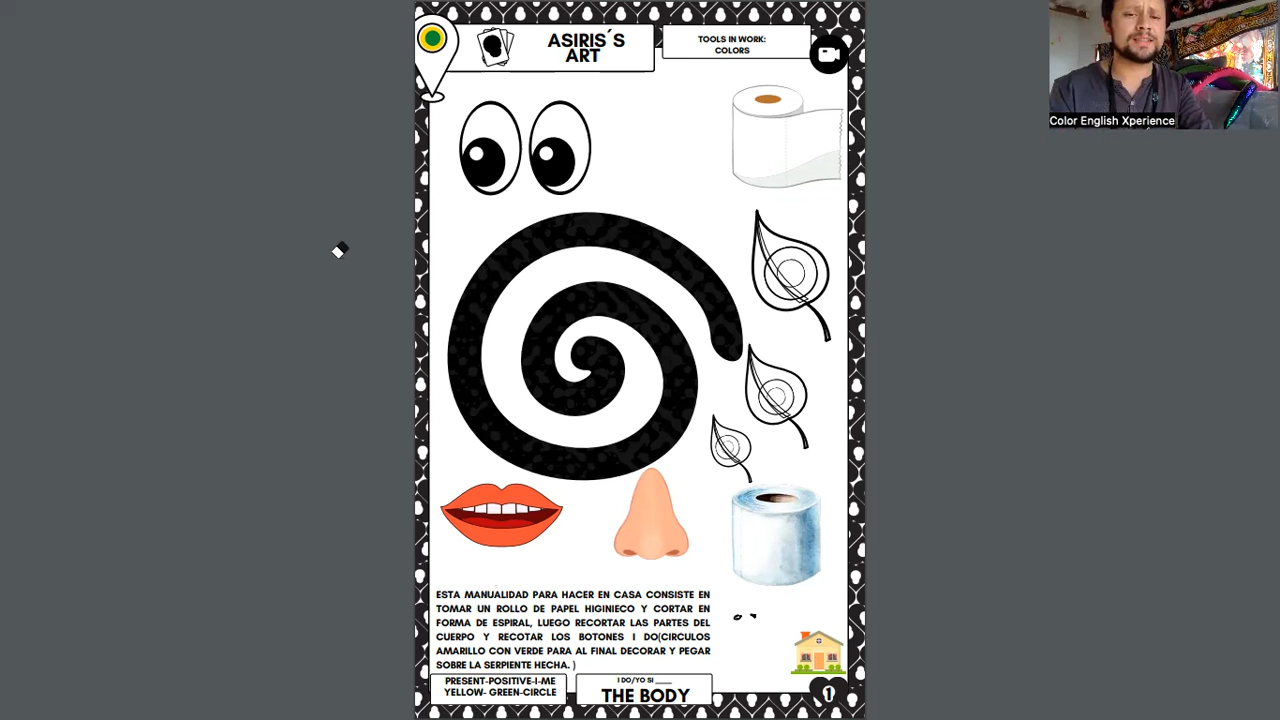 ASIRIS´S
ART
TOOLS IN WORK:
COLORS
Color English Xperience
ESTA MANUALIDAD PARA HACER EN CASA CONSISTE EN
TOMAR UN ROLLO DE PAPEL HIGINIECO Y CORTAR EN
FORMA DE ESPIRAL, LUEGO RECORTAR LAS PARTES DEL
CUERPO Y RECOTAR LOS BOTONES I DO(CIRCULOS
AMARILLO CON VERDE PARA AL FINAL DECORAR Y PEGAR
SOBRE LA SERPIENTE HECHA. )
PRESENT-POSITIVE-I-ME
YELLOW- GREEN-CIRCLE
I DO/YO SI ____
THE BODY
1